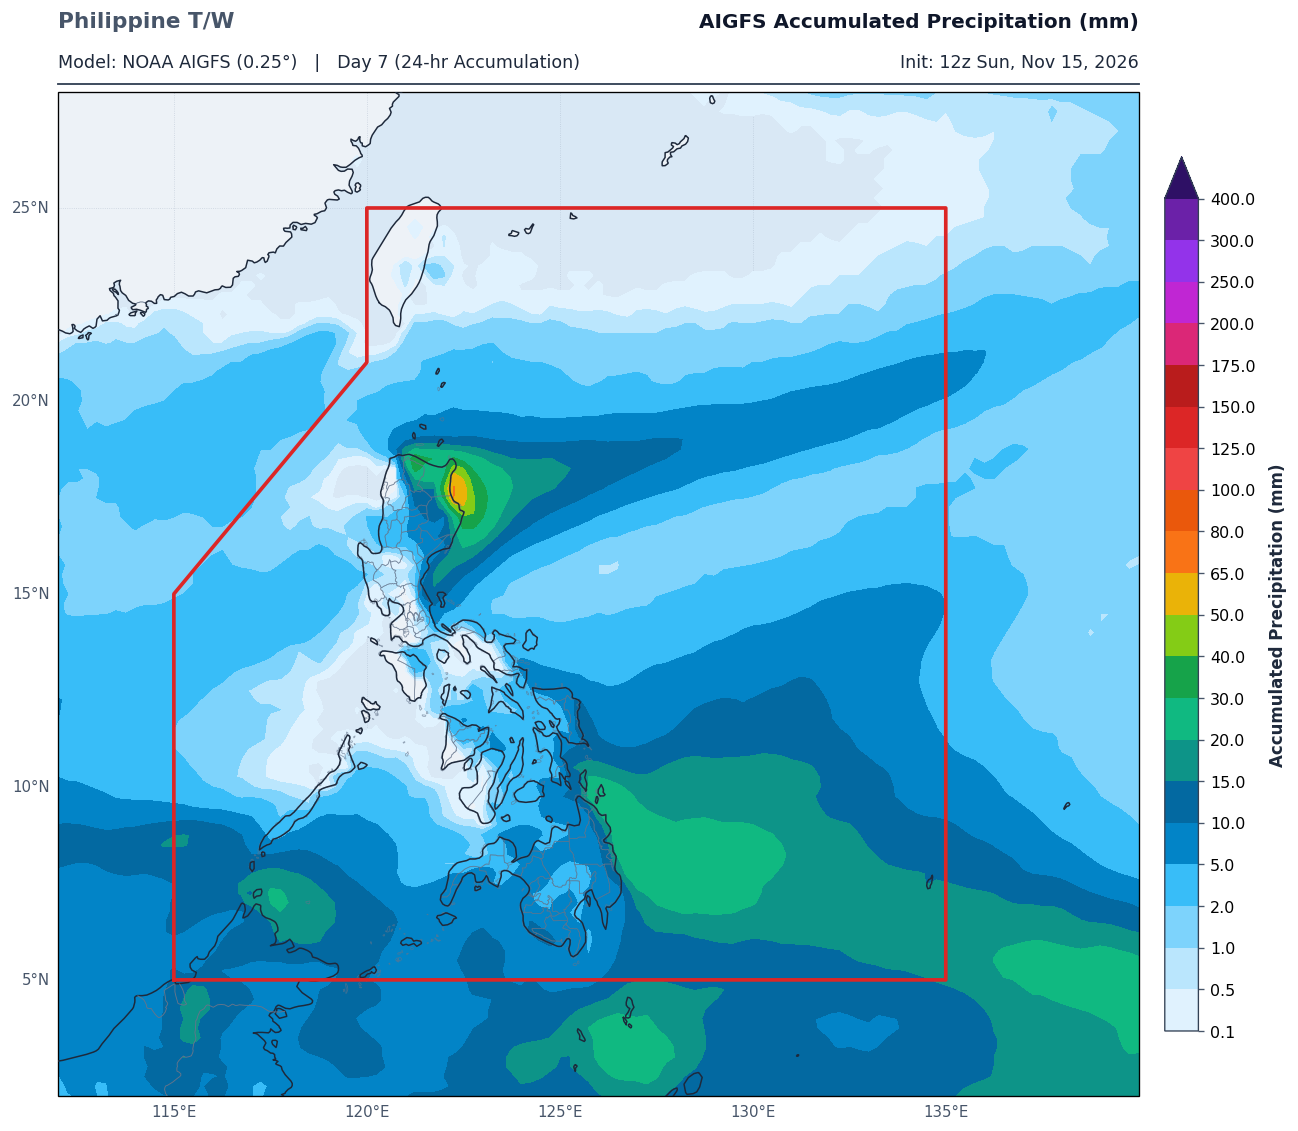 Philippine T/W
AIGFS Accumulated Precipitation (mm)
Model: NOAA AIGFS (0.25°)   |   Day 7 (24-hr Accumulation)
Init: 12z Sun, Nov 15, 2026
25°N
20°N
15°N
10°N
5°N
115°E
120°E
125°E
130°E
135°E
400.0
300.0
250.0
200.0
175.0
150.0
125.0
100.0
80.0
65.0
50.0
40.0
30.0
20.0
15.0
10.0
5.0
2.0
1.0
0.5
0.1
Accumulated Precipitation (mm)